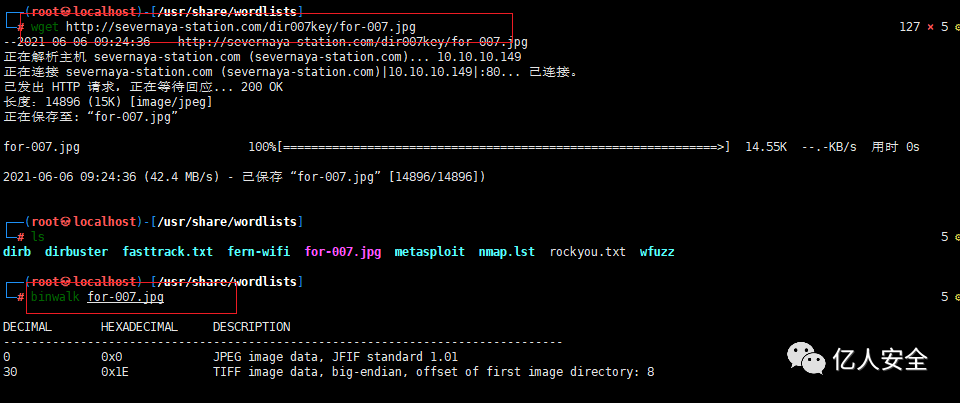 ┌──(root㉿localhost)-[/usr/share/wordlists]
└─# wget http://severnaya-station.com/dir007key/for-007.jpg 127 ⨯ 5 ⚙
--2021-06-06 09:24:36-- http://severnaya-station.com/dir007key/for-007.jpg
正在解析主机 severnaya-station.com (severnaya-station.com)... 10.10.10.149
正在连接 severnaya-station.com (severnaya-station.com)|10.10.10.149|:80... 已连接。
已发出 HTTP 请求，正在等待回应... 200 OK
长度：14896 (15K) [image/jpeg]
正在保存至: “for-007.jpg”
for-007.jpg 100%[==============================================================>] 14.55K --.-KB/s 用时 0s
2021-06-06 09:24:36 (42.4 MB/s) - 已保存 “for-007.jpg” [14896/14896])
┌──(root㉿localhost)-[/usr/share/wordlists]
└─# ls 5 ⚙
dirb dirbuster fasttrack.txt fern-wifi for-007.jpg metasploit nmap.lst rockyou.txt wfuzz
┌──(root㉿localhost)-[/usr/share/wordlists]
└─# binwalk for-007.jpg 5 ⚙
DECIMAL HEXADECIMAL DESCRIPTION
--------------------------------------------------------------------------------
0 0x0 JPEG image data, JFIF standard 1.01
30 0x1E TIFF image data, big-endian, offset of first image directory: 8
亿人安全